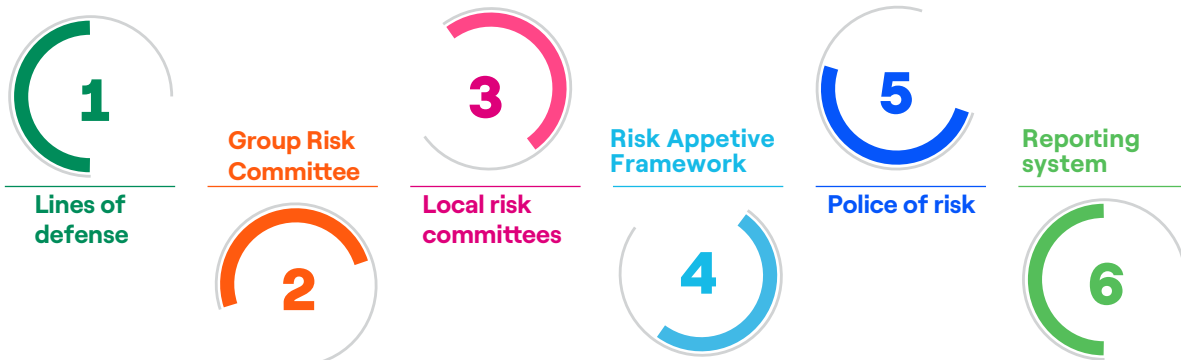 1
Lines of
defense
Group Risk
Committee
2
3
Local risk
committees
Risk Appetive
Framework
4
5
Police of risk
Reporting
system
6